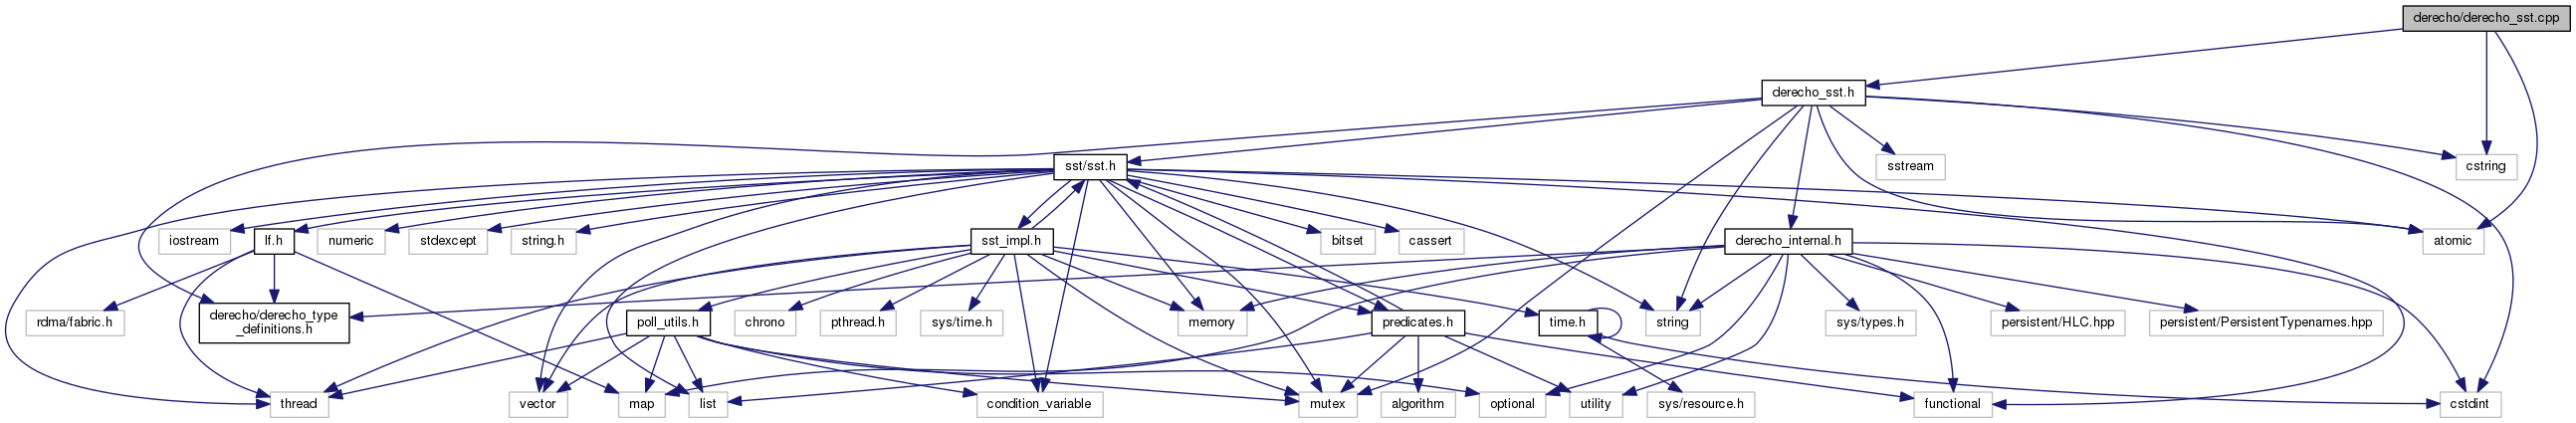 derecho/derecho_sst.cpp
derecho_sst.h
sst/sst.h
sstream
cstring
iostream
lf.h
numeric
stdexcept
string.h
sst_impl.h
bitset
cassert
derecho_internal.h
atomic
rdma/fabric.h
derecho/derecho_type
_definitions.h
poll_utils.h
chrono
pthread.h
sys/time.h
memory
predicates.h
time.h
string
sys/types.h
persistent/HLC.hpp
persistent/PersistentTypenames.hpp
thread
vector
map
list
condition_variable
mutex
algorithm
optional
utility
sys/resource.h
functional
cstdint